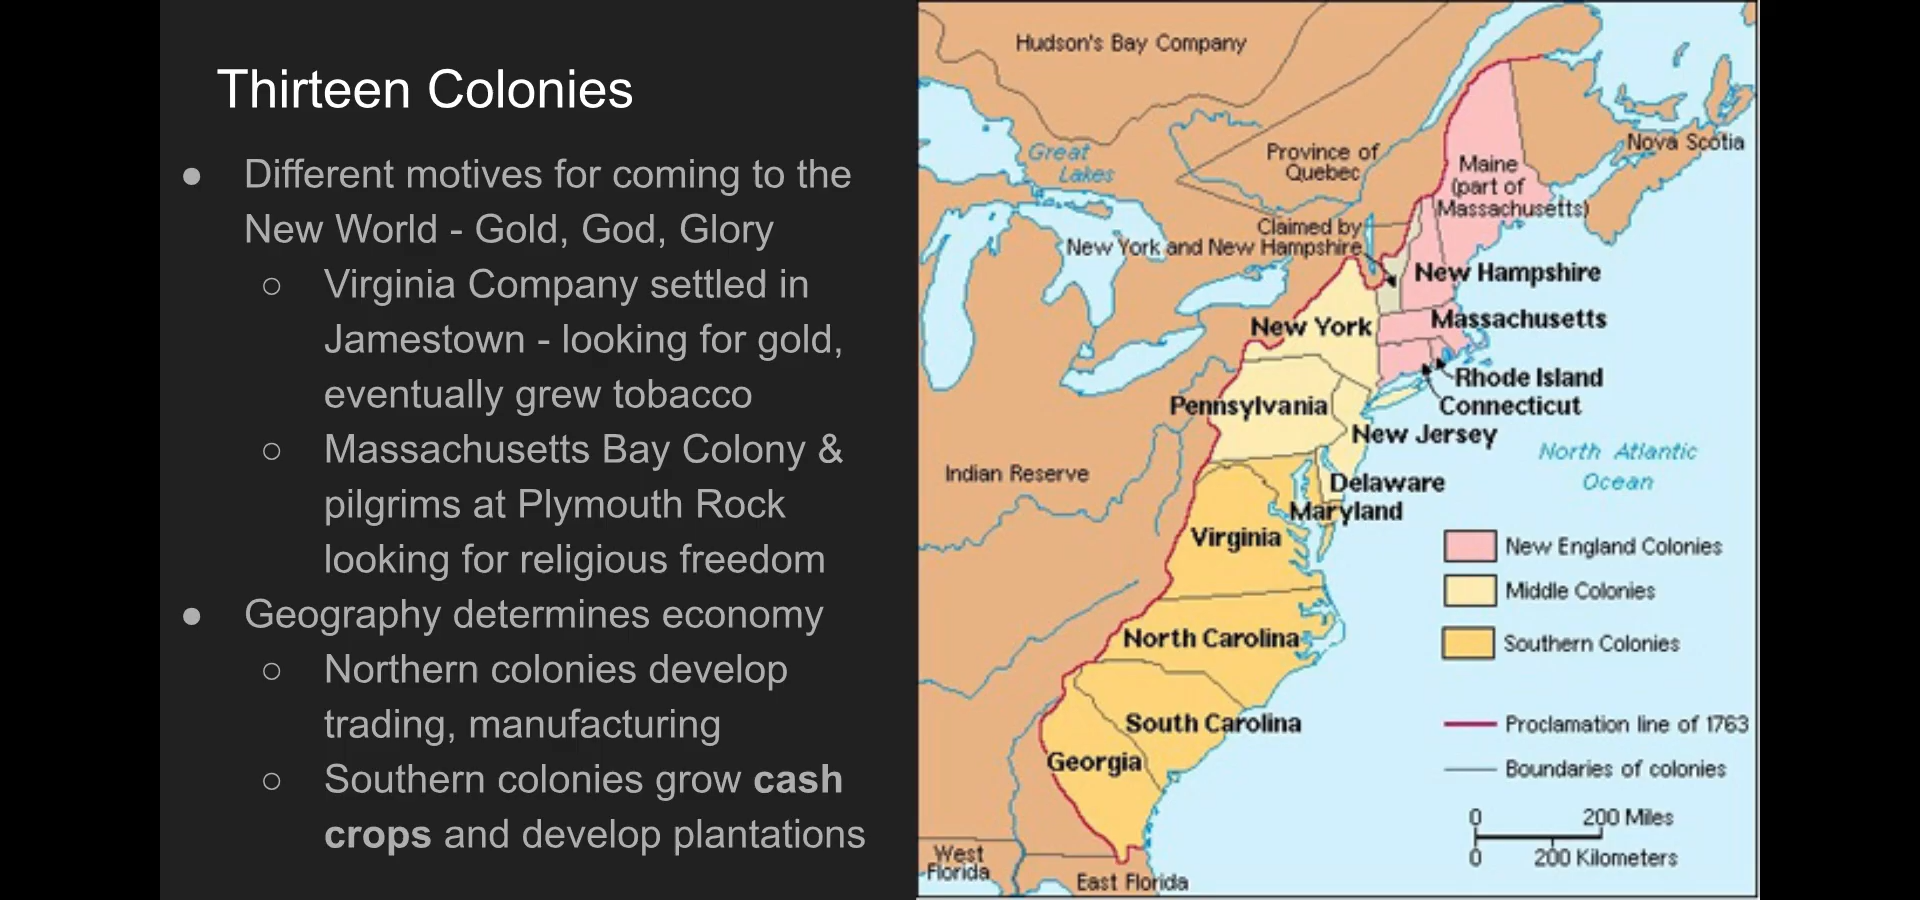 Thirteen Colonies
● Different motives for coming to the
New World - Gold, God, Glory
○ Virginia Company settled in
Jamestown - looking for gold,
eventually grew tobacco
○ Massachusetts Bay Colony &
pilgrims at Plymouth Rock
looking for religious freedom
● Geography determines economy
○ Northern colonies develop
trading, manufacturing
○ Southern colonies grow cash
crops and develop plantations
Hudson's Bay Company
Great
Lakes
Province of
Quebec
Nova Scotia
Maine
(part of
Massachusetts)
Claimed by
New York and New Hampshire
New Hampshire
Massachusetts
New York
Rhode Island
Connecticut
Pennsylvania
New Jersey
North Atlantic
Ocean
Indian Reserve
Delaware
Maryland
Virginia
New England Colonies
Middle Colonies
Southern Colonies
North Carolina
South Carolina
Georgia
Proclamation line of 1763
Boundaries of colonies
0 200 Miles
0 200 Kilometers
West
Florida
East Florida